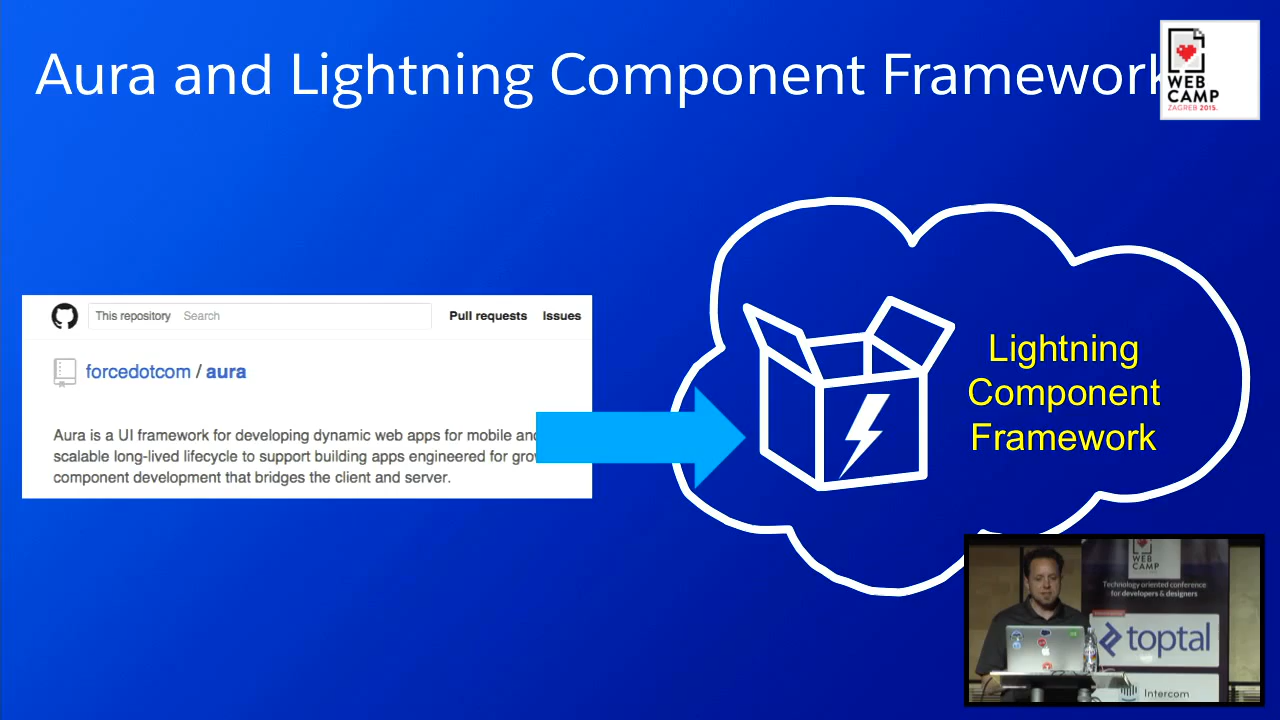 Aura and Lightning Component Framework
WEB
CAMP
ZAGREB 2015.
This repository Search Pull requests Issues
forcedotcom / aura
Aura is a UI framework for developing dynamic web apps for mobile and
scalable long-lived lifecycle to support building apps engineered for
component development that bridges the client and server.
Lightning
Component
Framework
WEB
CAMP
Technology oriented conference
for developers & designers
toptal
Intercom